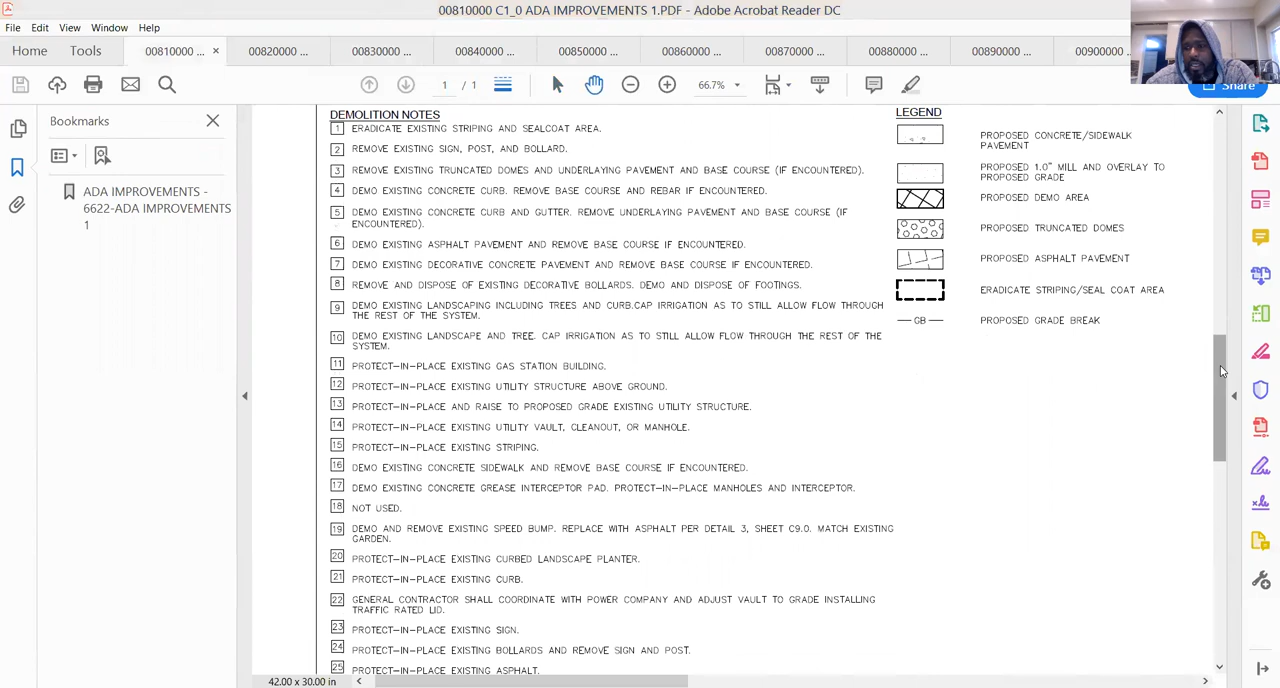 00810000 C1_0 ADA IMPROVEMENTS 1.PDF - Adobe Acrobat Reader DC
File Edit View Window Help
Home Tools 00810000 ... × 00820000 ... 00830000 ... 00840000 ... 00850000 ... 00860000 ... 00870000 ... 00880000 ... 00890000 ... 00900000
1 / 1 66.7% Share
Bookmarks
ADA IMPROVEMENTS -
6622-ADA IMPROVEMENTS
1
DEMOLITION NOTES
1 ERADICATE EXISTING STRIPING AND SEALCOAT AREA.
2 REMOVE EXISTING SIGN, POST, AND BOLLARD.
3 REMOVE EXISTING TRUNCATED DOMES AND UNDERLAYING PAVEMENT AND BASE COURSE (IF ENCOUNTERED).
4 DEMO EXISTING CONCRETE CURB. REMOVE BASE COURSE AND REBAR IF ENCOUNTERED.
5 DEMO EXISTING CONCRETE CURB AND GUTTER. REMOVE UNDERLAYING PAVEMENT AND BASE COURSE (IF
ENCOUNTERED).
6 DEMO EXISTING ASPHALT PAVEMENT AND REMOVE BASE COURSE IF ENCOUNTERED.
7 DEMO EXISTING DECORATIVE CONCRETE PAVEMENT AND REMOVE BASE COURSE IF ENCOUNTERED.
8 REMOVE AND DISPOSE OF EXISTING DECORATIVE BOLLARDS. DEMO AND DISPOSE OF FOOTINGS.
9 DEMO EXISTING LANDSCAPING INCLUDING TREES AND CURB.CAP IRRIGATION AS TO STILL ALLOW FLOW THROUGH
THE REST OF THE SYSTEM.
10 DEMO EXISTING LANDSCAPE AND TREE. CAP IRRIGATION AS TO STILL ALLOW FLOW THROUGH THE REST OF THE
SYSTEM.
11 PROTECT-IN-PLACE EXISTING GAS STATION BUILDING.
12 PROTECT-IN-PLACE EXISTING UTILITY STRUCTURE ABOVE GROUND.
13 PROTECT-IN-PLACE AND RAISE TO PROPOSED GRADE EXISTING UTILITY STRUCTURE.
14 PROTECT-IN-PLACE EXISTING UTILITY VAULT, CLEANOUT, OR MANHOLE.
15 PROTECT-IN-PLACE EXISTING STRIPING.
16 DEMO EXISTING CONCRETE SIDEWALK AND REMOVE BASE COURSE IF ENCOUNTERED.
17 DEMO EXISTING CONCRETE GREASE INTERCEPTOR PAD. PROTECT-IN-PLACE MANHOLES AND INTERCEPTOR.
18 NOT USED.
19 DEMO AND REMOVE EXISTING SPEED BUMP. REPLACE WITH ASPHALT PER DETAIL 3, SHEET C9.0. MATCH EXISTING
GARDEN.
20 PROTECT-IN-PLACE EXISTING CURBED LANDSCAPE PLANTER.
21 PROTECT-IN-PLACE EXISTING CURB.
22 GENERAL CONTRACTOR SHALL COORDINATE WITH POWER COMPANY AND ADJUST VAULT TO GRADE INSTALLING
TRAFFIC RATED LID.
23 PROTECT-IN-PLACE EXISTING SIGN.
24 PROTECT-IN-PLACE EXISTING BOLLARDS AND REMOVE SIGN AND POST.
25 PROTECT-IN-PLACE EXISTING ASPHALT.
LEGEND
PROPOSED CONCRETE/SIDEWALK
PAVEMENT
PROPOSED 1.0" MILL AND OVERLAY TO
PROPOSED GRADE
PROPOSED DEMO AREA
PROPOSED TRUNCATED DOMES
PROPOSED ASPHALT PAVEMENT
ERADICATE STRIPING/SEAL COAT AREA
— GB — PROPOSED GRADE BREAK
42.00 x 30.00 in